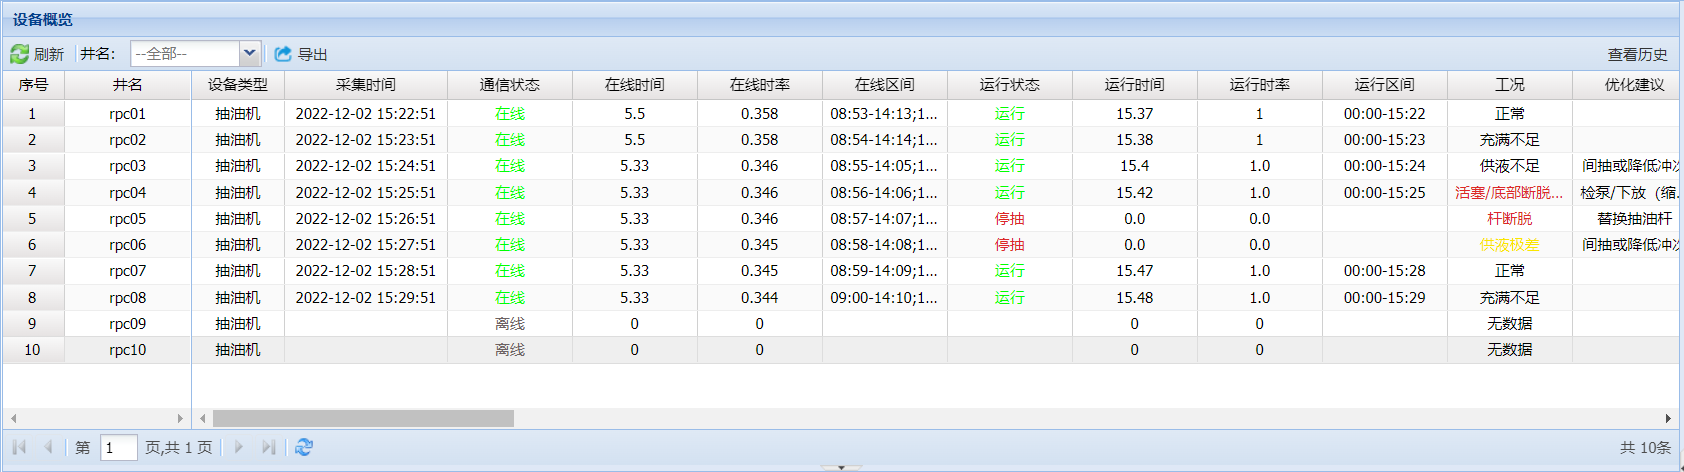 设备概览
刷新 井名: --全部-- 导出 查看历史
序号 井名 设备类型 采集时间 通信状态 在线时间 在线时率 在线区间 运行状态 运行时间 运行时率 运行区间 工况 优化建议
1 rpc01 抽油机 2022-12-02 15:22:51 在线 5.5 0.358 08:53-14:13;1... 运行 15.37 1 00:00-15:22 正常
2 rpc02 抽油机 2022-12-02 15:23:51 在线 5.5 0.358 08:54-14:14;1... 运行 15.38 1 00:00-15:23 充满不足
3 rpc03 抽油机 2022-12-02 15:24:51 在线 5.33 0.346 08:55-14:05;1... 运行 15.4 1.0 00:00-15:24 供液不足 间抽或降低冲次
4 rpc04 抽油机 2022-12-02 15:25:51 在线 5.33 0.346 08:56-14:06;1... 运行 15.42 1.0 00:00-15:25 活塞/底部断脱... 检泵/下放（缩...
5 rpc05 抽油机 2022-12-02 15:26:51 在线 5.33 0.346 08:57-14:07;1... 停抽 0.0 0.0 杆断脱 替换抽油杆
6 rpc06 抽油机 2022-12-02 15:27:51 在线 5.33 0.345 08:58-14:08;1... 停抽 0.0 0.0 供液极差 间抽或降低冲次
7 rpc07 抽油机 2022-12-02 15:28:51 在线 5.33 0.345 08:59-14:09;1... 运行 15.47 1.0 00:00-15:28 正常
8 rpc08 抽油机 2022-12-02 15:29:51 在线 5.33 0.344 09:00-14:10;1... 运行 15.48 1.0 00:00-15:29 充满不足
9 rpc09 抽油机 离线 0 0 0 0 无数据
10 rpc10 抽油机 离线 0 0 0 0 无数据
第 1 页,共 1 页 共 10条